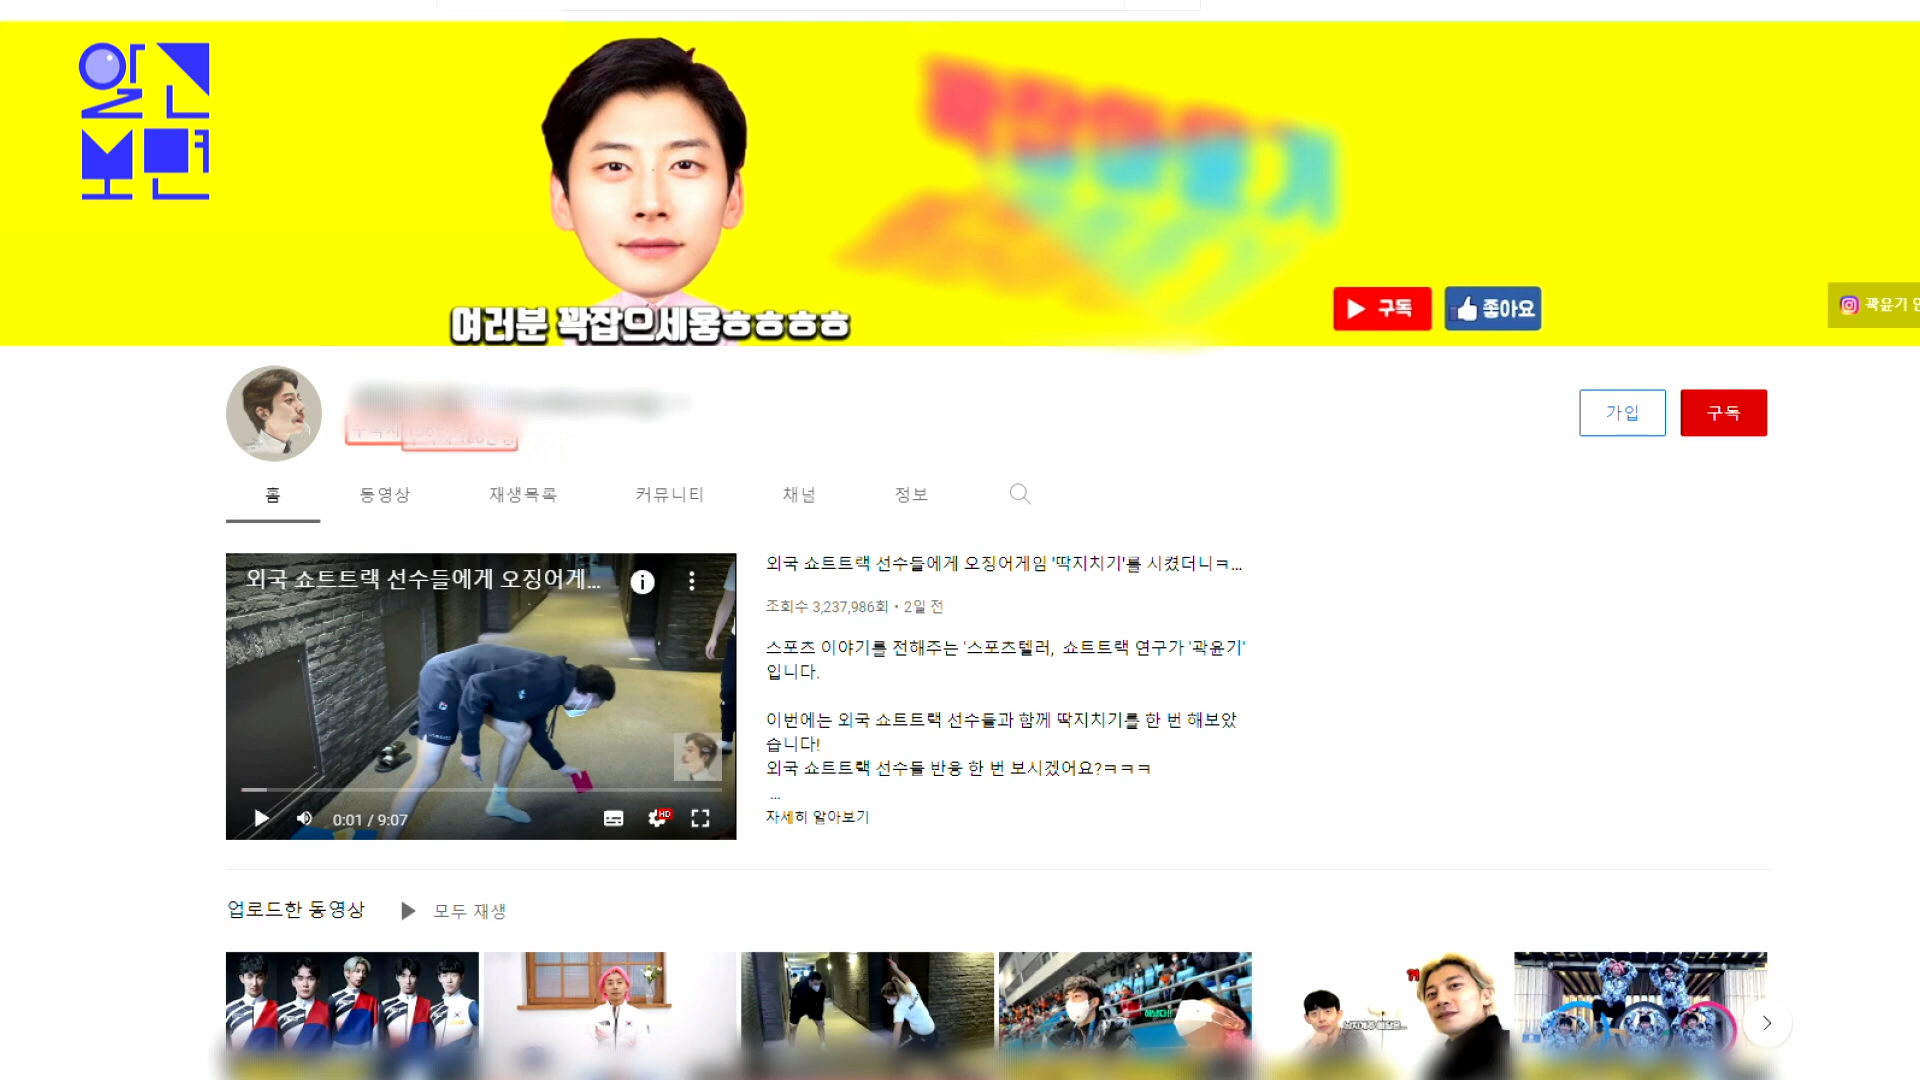 알고
보면
여러분 꽉잡으세용ㅎㅎㅎㅎ
구독
좋아요
곽윤기
가입
구독
홈
동영상
재생목록
커뮤니티
채널
정보
외국 쇼트트랙 선수들에게 오징어게...
0:01 / 9:07
HD
외국 쇼트트랙 선수들에게 오징어게임 '딱지치기'를 시켰더니ㅋ...
조회수 3,237,986회 • 2일 전
스포츠 이야기를 전해주는 '스포츠텔러, 쇼트트랙 연구가 '곽윤기'
입니다.
이번에는 외국 쇼트트랙 선수들과 함께 딱지치기를 한 번 해보았
습니다!
외국 쇼트트랙 선수들 반응 한 번 보시겠어요?ㅋㅋㅋ
...
자세히 알아보기
업로드한 동영상
모두 재생
?!